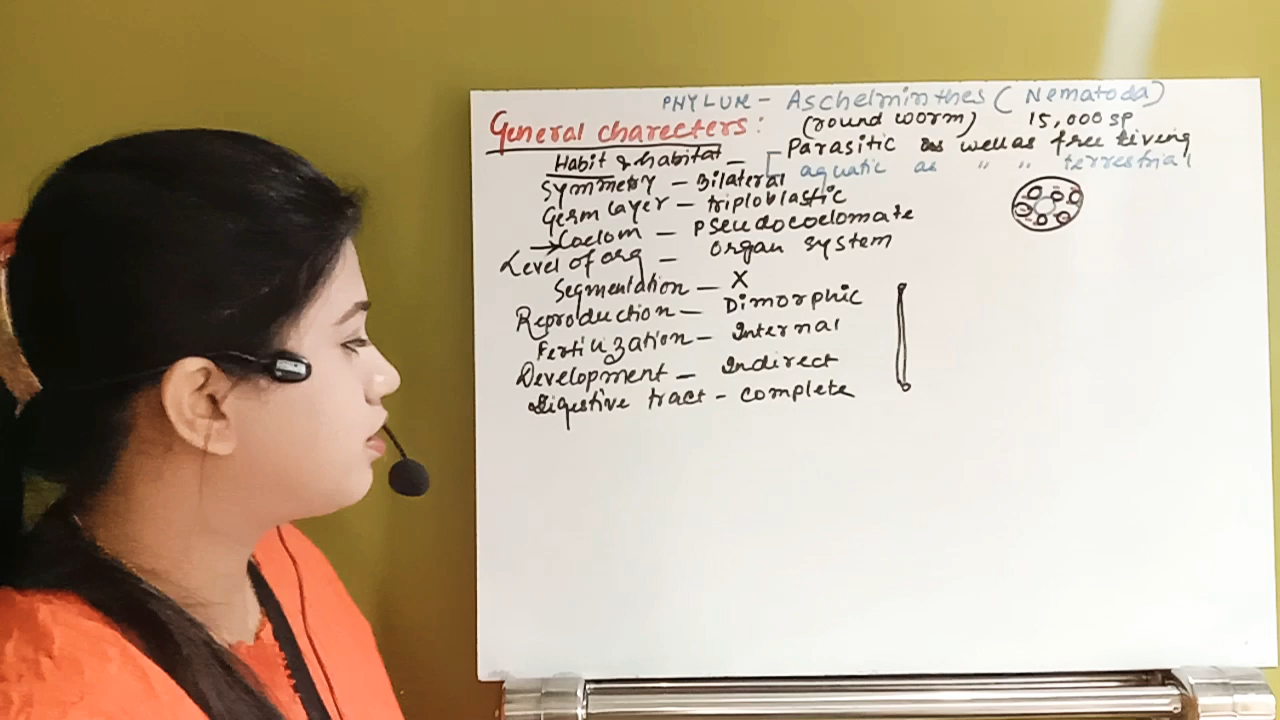 PHYLUM - Aschelminthes ( Nematoda)
General charecters: (round worm) 15,000 sp
Habit & habitat - Parasitic as well as free living
aquatic as " " terrestrial
Symmetry - Bilateral
Germ layer - triploblastic
→ Coelom - pseudocoelomate
Level of org - organ system
Segmentation - X
Reproduction - Dimorphic
Fertilization - Internal
Development - Indirect
Digestive tract - complete